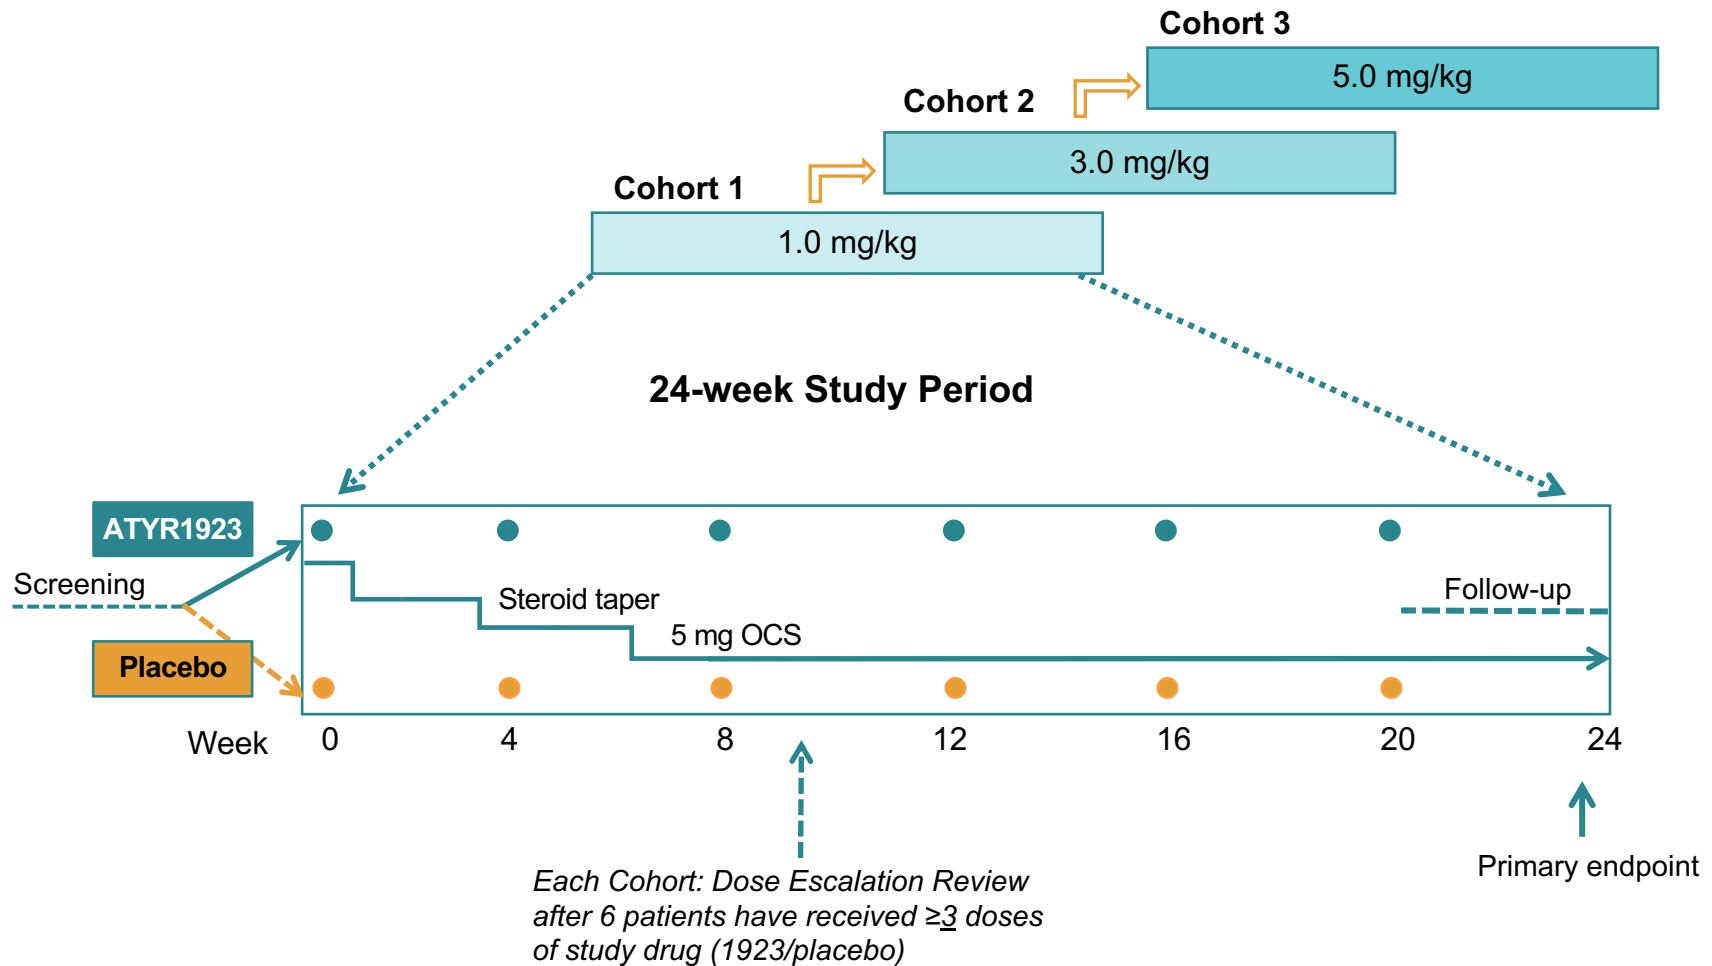 Cohort 3
5.0 mg/kg
Cohort 2
3.0 mg/kg
Cohort 1
1.0 mg/kg
24-week Study Period
ATYR1923
Screening
Placebo
Steroid taper
5 mg OCS
Follow-up
Week 0 4 8 12 16 20 24
Each Cohort: Dose Escalation Review
after 6 patients have received ≥3 doses
of study drug (1923/placebo)
Primary endpoint